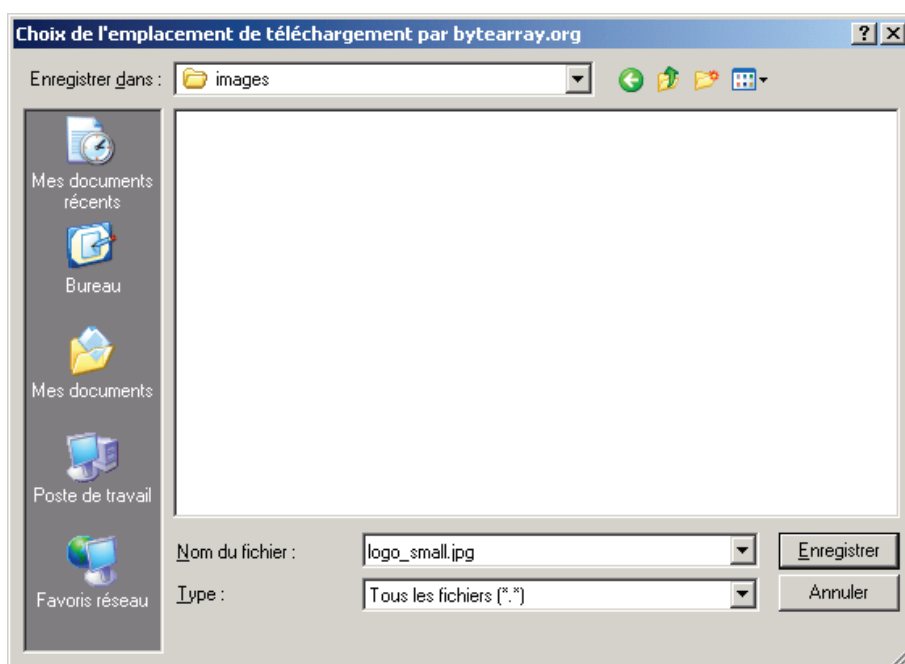 Choix de l'emplacement de téléchargement par bytearray.org
Enregistrer dans :
images
Mes documents
récents
Bureau
Mes documents
Poste de travail
Favoris réseau
Nom du fichier :
logo_small.jpg
Enregistrer
Type :
Tous les fichiers (*.*)
Annuler